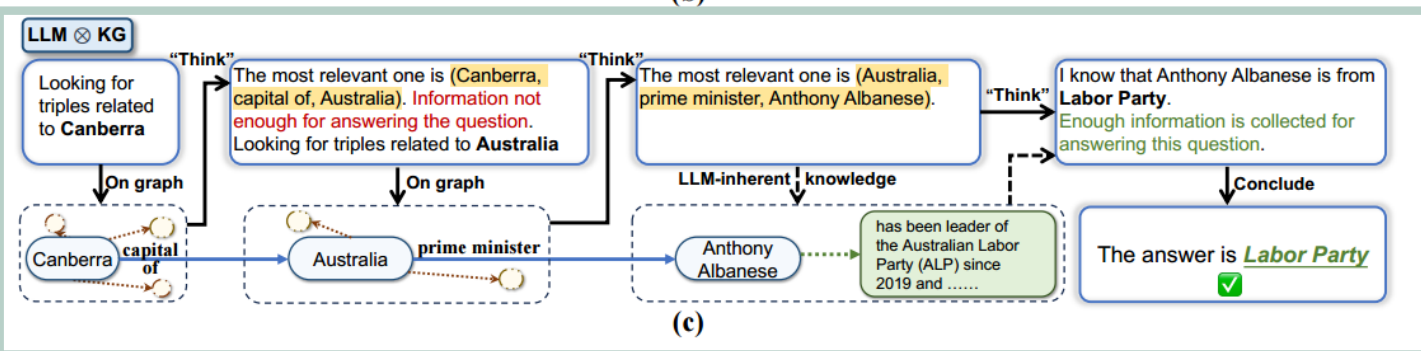 (b)
LLM ⊗ KG
Looking for
triples related
to Canberra
"Think"
The most relevant one is (Canberra,
capital of, Australia). Information not
enough for answering the question.
Looking for triples related to Australia
"Think"
The most relevant one is (Australia,
prime minister, Anthony Albanese).
"Think"
I know that Anthony Albanese is from
Labor Party.
Enough information is collected for
answering this question.
On graph
On graph
LLM-inherent knowledge
Conclude
Canberra
capital
of
Australia
prime minister
Anthony
Albanese
has been leader of
the Australian Labor
Party (ALP) since
2019 and ......
The answer is Labor Party
(c)